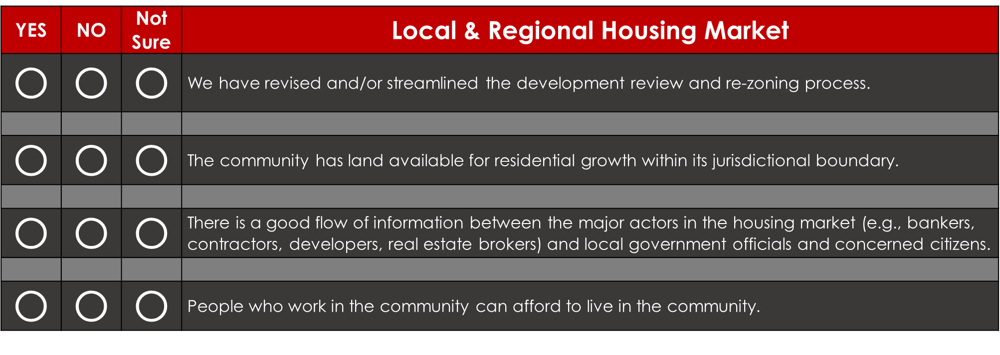 YES NO Not Sure Local & Regional Housing Market
We have revised and/or streamlined the development review and re-zoning process.
The community has land available for residential growth within its jurisdictional boundary.
There is a good flow of information between the major actors in the housing market (e.g., bankers,
contractors, developers, real estate brokers) and local government officials and concerned citizens.
People who work in the community can afford to live in the community.